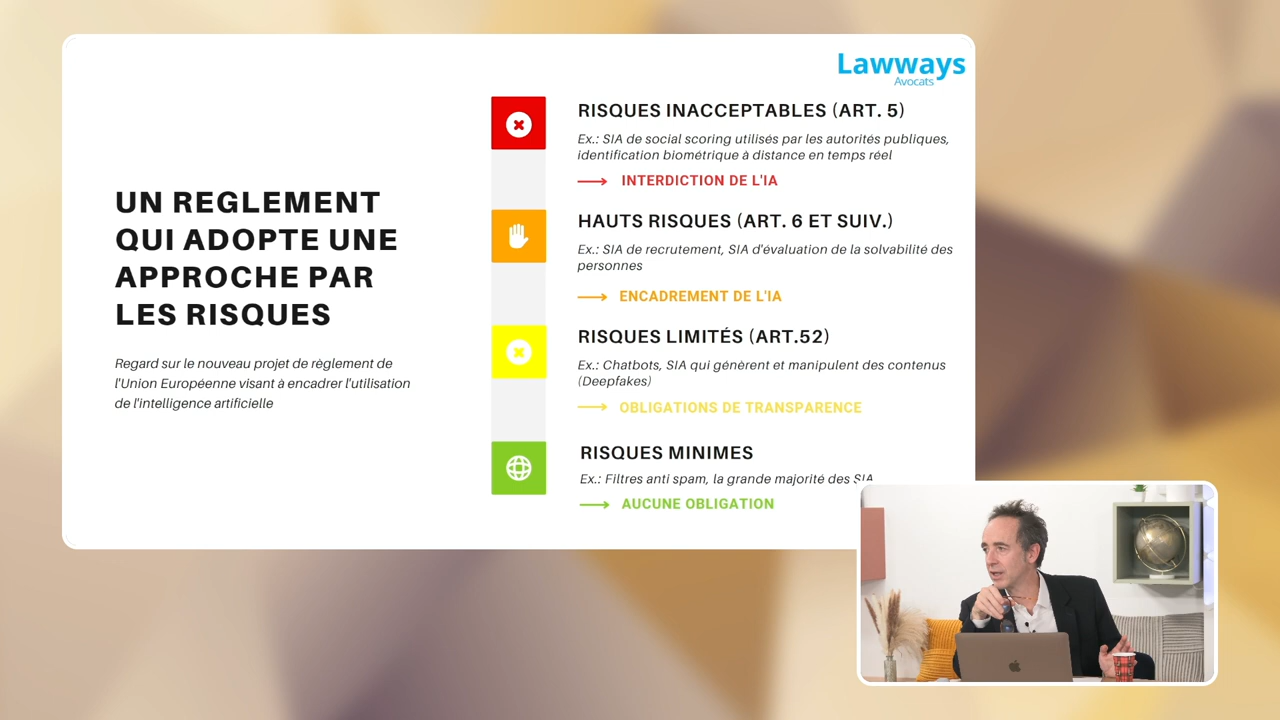 Lawways
Avocats
UN REGLEMENT
QUI ADOPTE UNE
APPROCHE PAR
LES RISQUES
Regard sur le nouveau projet de règlement de
l'Union Européenne visant à encadrer l'utilisation
de l'intelligence artificielle
RISQUES INACCEPTABLES (ART. 5)
Ex.: SIA de social scoring utilisés par les autorités publiques,
identification biométrique à distance en temps réel
INTERDICTION DE L'IA
HAUTS RISQUES (ART. 6 ET SUIV.)
Ex.: SIA de recrutement, SIA d'évaluation de la solvabilité des
personnes
ENCADREMENT DE L'IA
RISQUES LIMITÉS (ART.52)
Ex.: Chatbots, SIA qui génèrent et manipulent des contenus
(Deepfakes)
OBLIGATIONS DE TRANSPARENCE
RISQUES MINIMES
Ex.: Filtres anti spam, la grande majorité des SIA
AUCUNE OBLIGATION